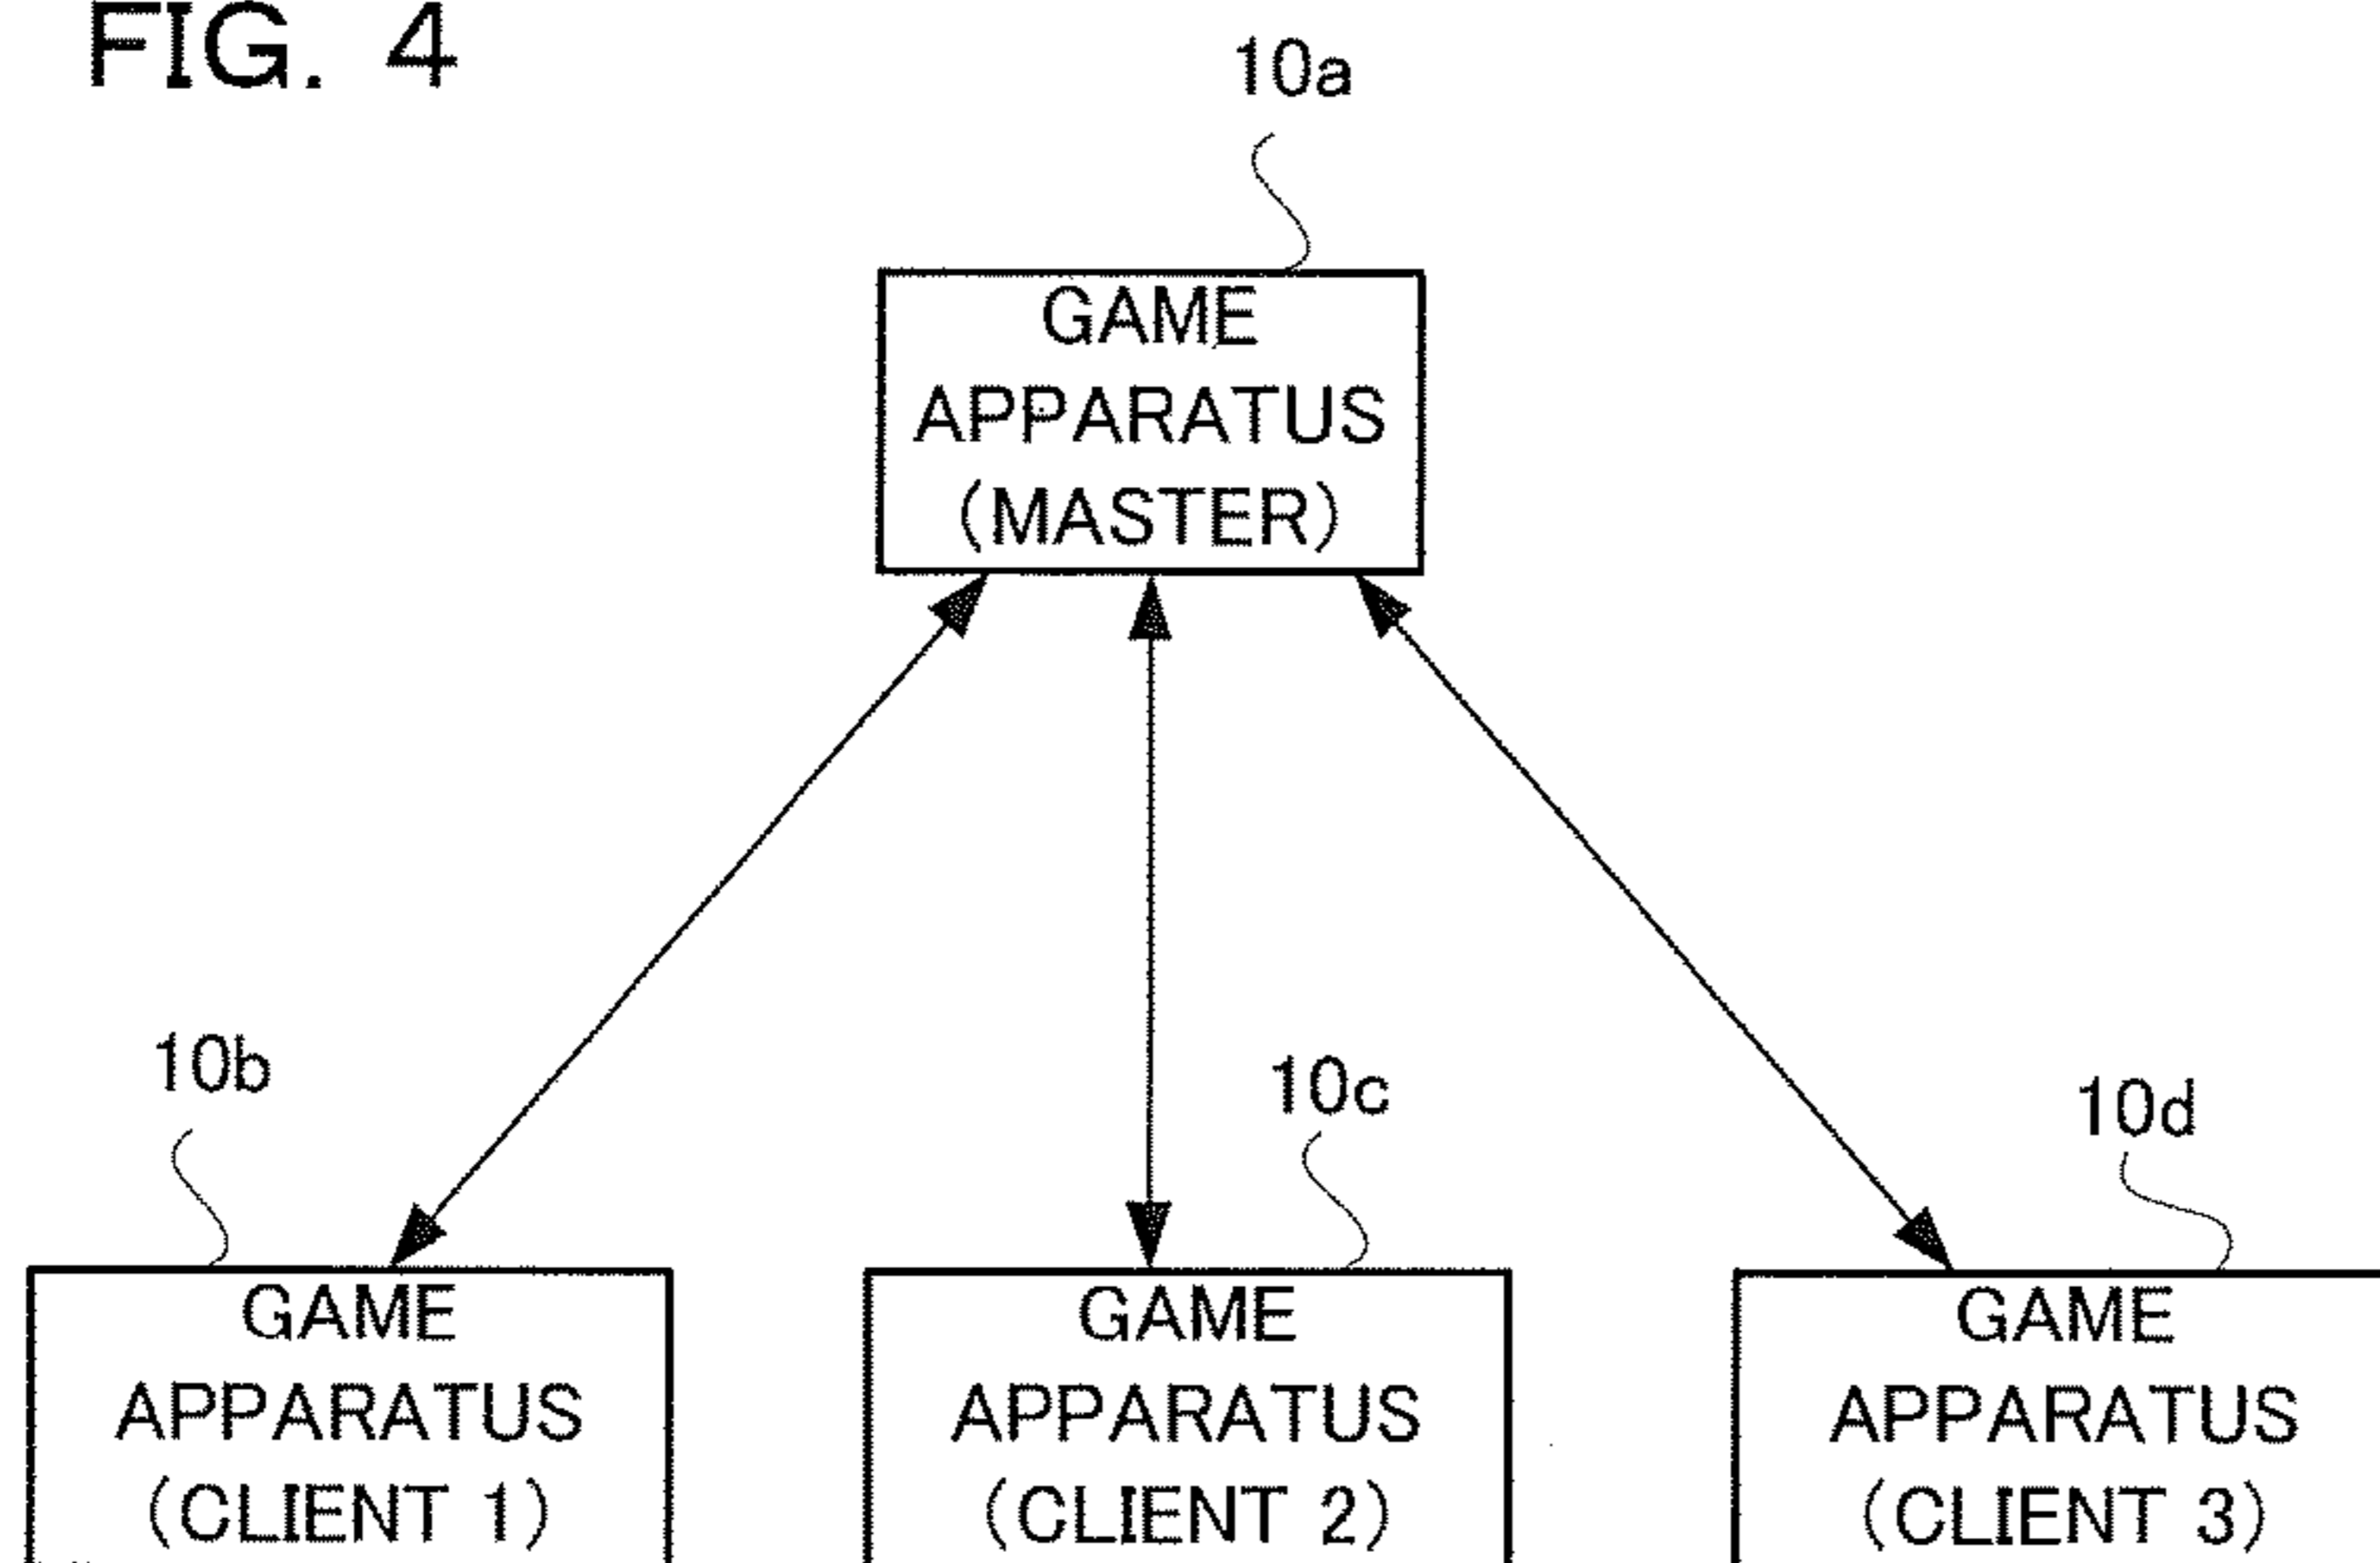 FIG. 4
10a
GAME
APPARATUS
(MASTER)
10b
10c
10d
GAME
APPARATUS
(CLIENT 1)
GAME
APPARATUS
(CLIENT 2)
GAME
APPARATUS
(CLIENT 3)